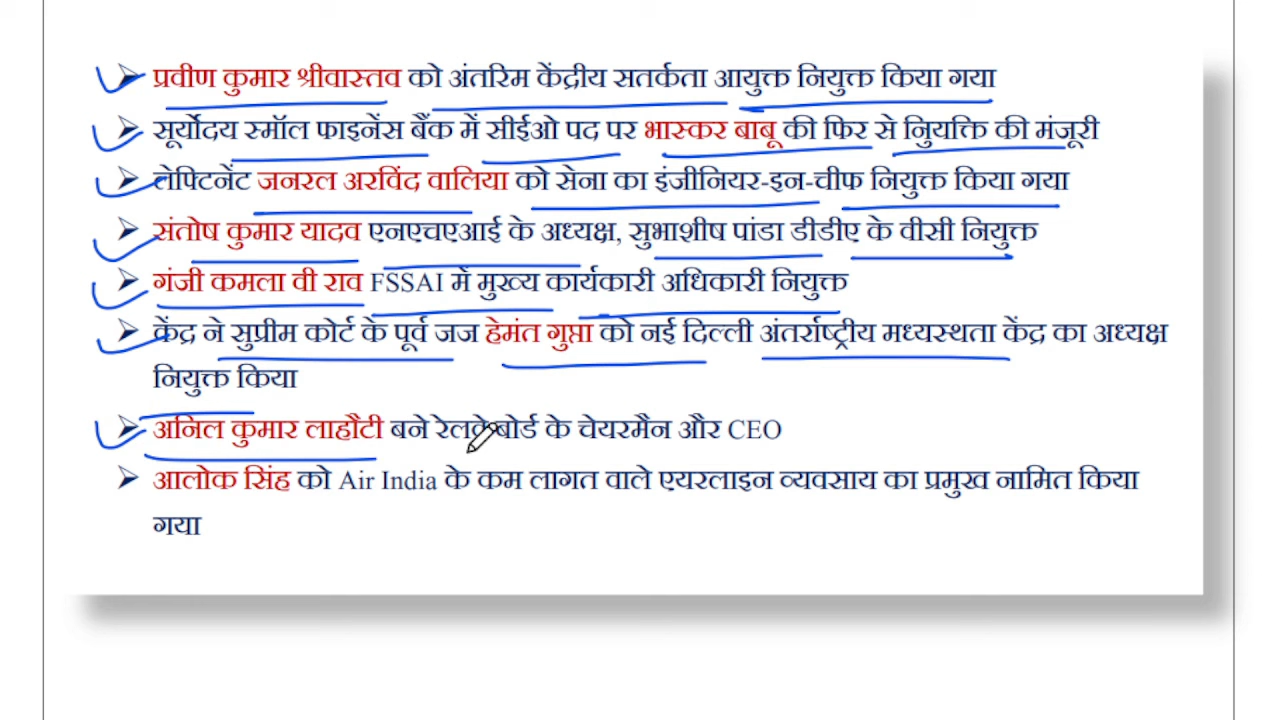 प्रवीण कुमार श्रीवास्तव को अंतरिम केंद्रीय सतर्कता आयुक्त नियुक्त किया गया
सूर्योदय स्मॉल फाइनेंस बैंक में सीईओ पद पर भास्कर बाबू की फिर से नुियक्ति की मंजूरी
लेफ्टिनेंट जनरल अरविंद वालिया को सेना का इंजीनियर-इन-चीफ नियुक्त किया गया
संतोष कुमार यादव एनएचएआई के अध्यक्ष, सुभाशीष पांडा डीडीए के वीसी नियुक्त
गंजी कमला वी राव FSSAI में मुख्य कार्यकारी अधिकारी नियुक्त
केंद्र ने सुप्रीम कोर्ट के पूर्व जज हेमंत गुप्ता को नई दिल्ली अंतर्राष्ट्रीय मध्यस्थता केंद्र का अध्यक्ष
नियुक्त किया
अनिल कुमार लाहौटी बने रेलवे बोर्ड के चेयरमैन और CEO
आलोक सिंह को Air India के कम लागत वाले एयरलाइन व्यवसाय का प्रमुख नामित किया
गया